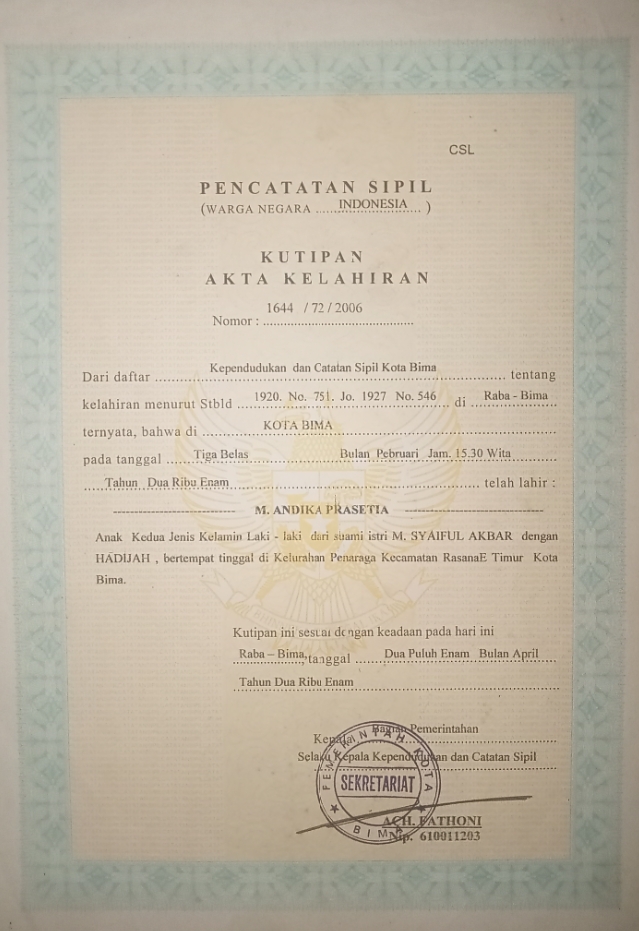 CSL
PENCATATAN SIPIL
(WARGA NEGARA ...INDONESIA... )
KUTIPAN
AKTA KELAHIRAN
1644 / 72 / 2006
Nomor : ...............................................
Dari daftar ... Kependudukan dan Catatan Sipil Kota Bima ... tentang
kelahiran menurut Stbld ... 1920. No. 751. Jo. 1927 No. 546 ... di ... Raba - Bima
ternyata, bahwa di ... KOTA BIMA ...
pada tanggal ... Tiga Belas ... Bulan Pebruari Jam. 15.30 Wita
... Tahun Dua Ribu Enam ... telah lahir :
---------------------------- M. ANDIKA PRASETIA --------------------------------
Anak Kedua Jenis Kelamin Laki - laki dari suami istri M. SYAIFUL AKBAR dengan
HADIJAH , bertempat tinggal di Kelurahan Penaraga Kecamatan RasanaE Timur Kota
Bima.
Kutipan ini sesuai dengan keadaan pada hari ini
Raba – Bima, tanggal ... Dua Puluh Enam Bulan April
Tahun Dua Ribu Enam
Kepala Bagian Pemerintahan
Selaku Kepala Kependudukan dan Catatan Sipil
PEMERINTAH KOTA
SEKRETARIAT
BIMA
ACH. FATHONI
Nip. 610011203